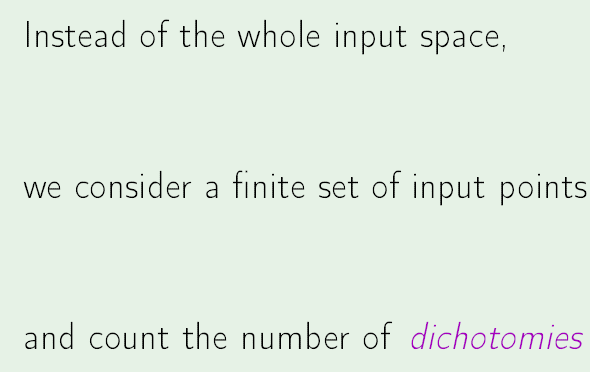 Instead of the whole input space,
we consider a finite set of input points
and count the number of dichotomies